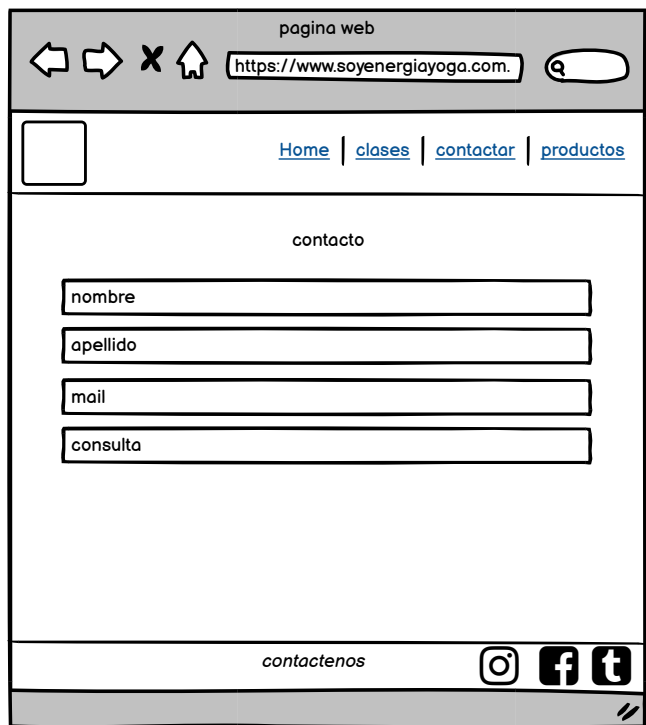 pagina web
https://www.soyenergiayoga.com.
Home | clases | contactar | productos
contacto
nombre
apellido
mail
consulta
contactenos